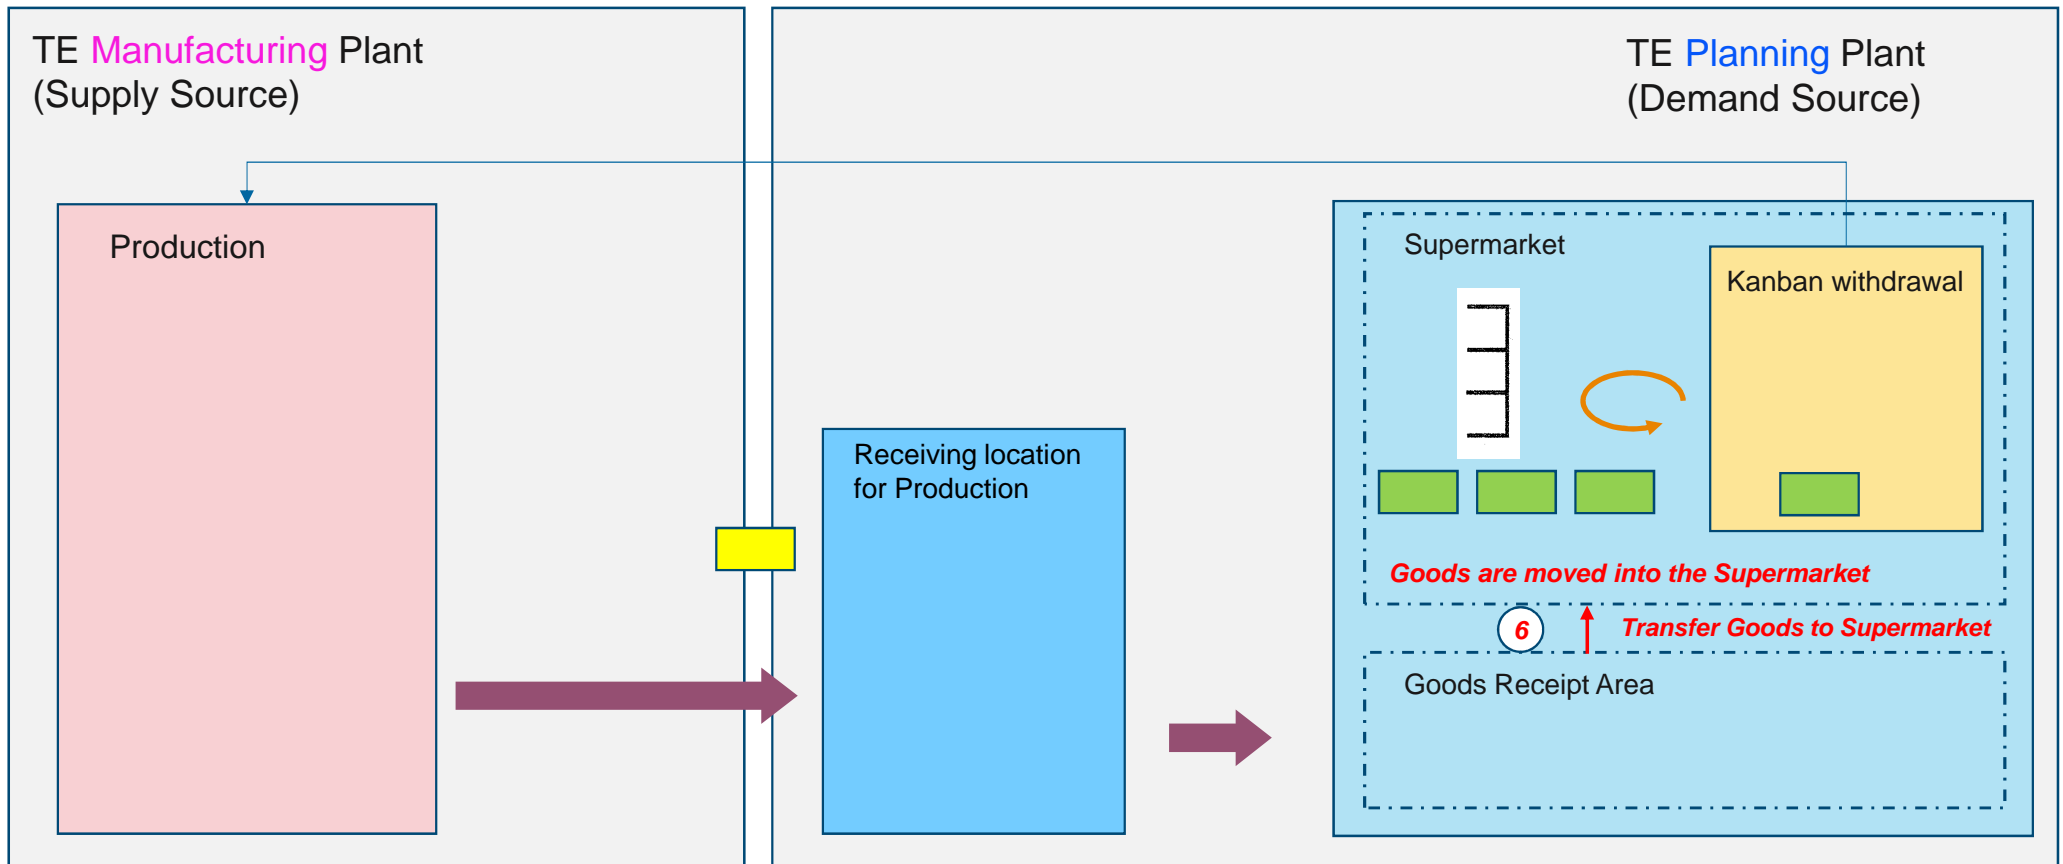 TE Manufacturing Plant
(Supply Source)
TE Planning Plant
(Demand Source)
Production
Supermarket
Kanban withdrawal
Receiving location
for Production
Goods are moved into the Supermarket
6
Transfer Goods to Supermarket
Goods Receipt Area